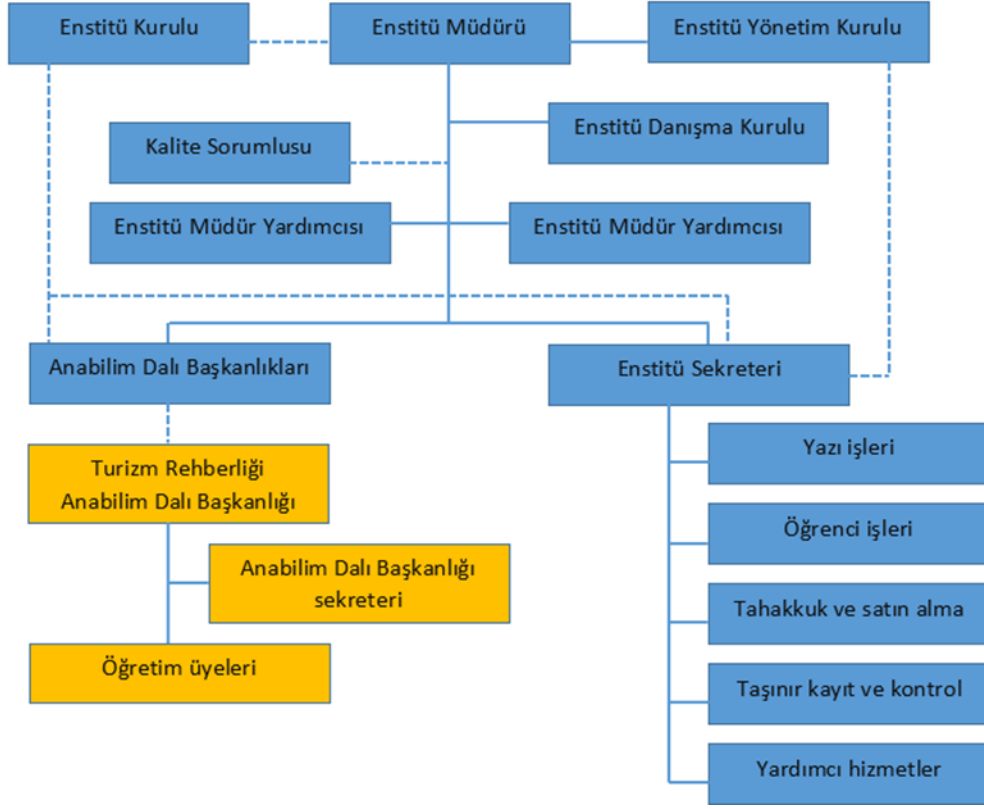 Enstitü Kurulu
Enstitü Müdürü
Enstitü Yönetim Kurulu
Enstitü Danışma Kurulu
Kalite Sorumlusu
Enstitü Müdür Yardımcısı
Enstitü Müdür Yardımcısı
Anabilim Dalı Başkanlıkları
Enstitü Sekreteri
Turizm Rehberliği
Anabilim Dalı Başkanlığı
Anabilim Dalı Başkanlığı
sekreteri
Öğretim üyeleri
Yazı işleri
Öğrenci işleri
Tahakkuk ve satın alma
Taşınır kayıt ve kontrol
Yardımcı hizmetler